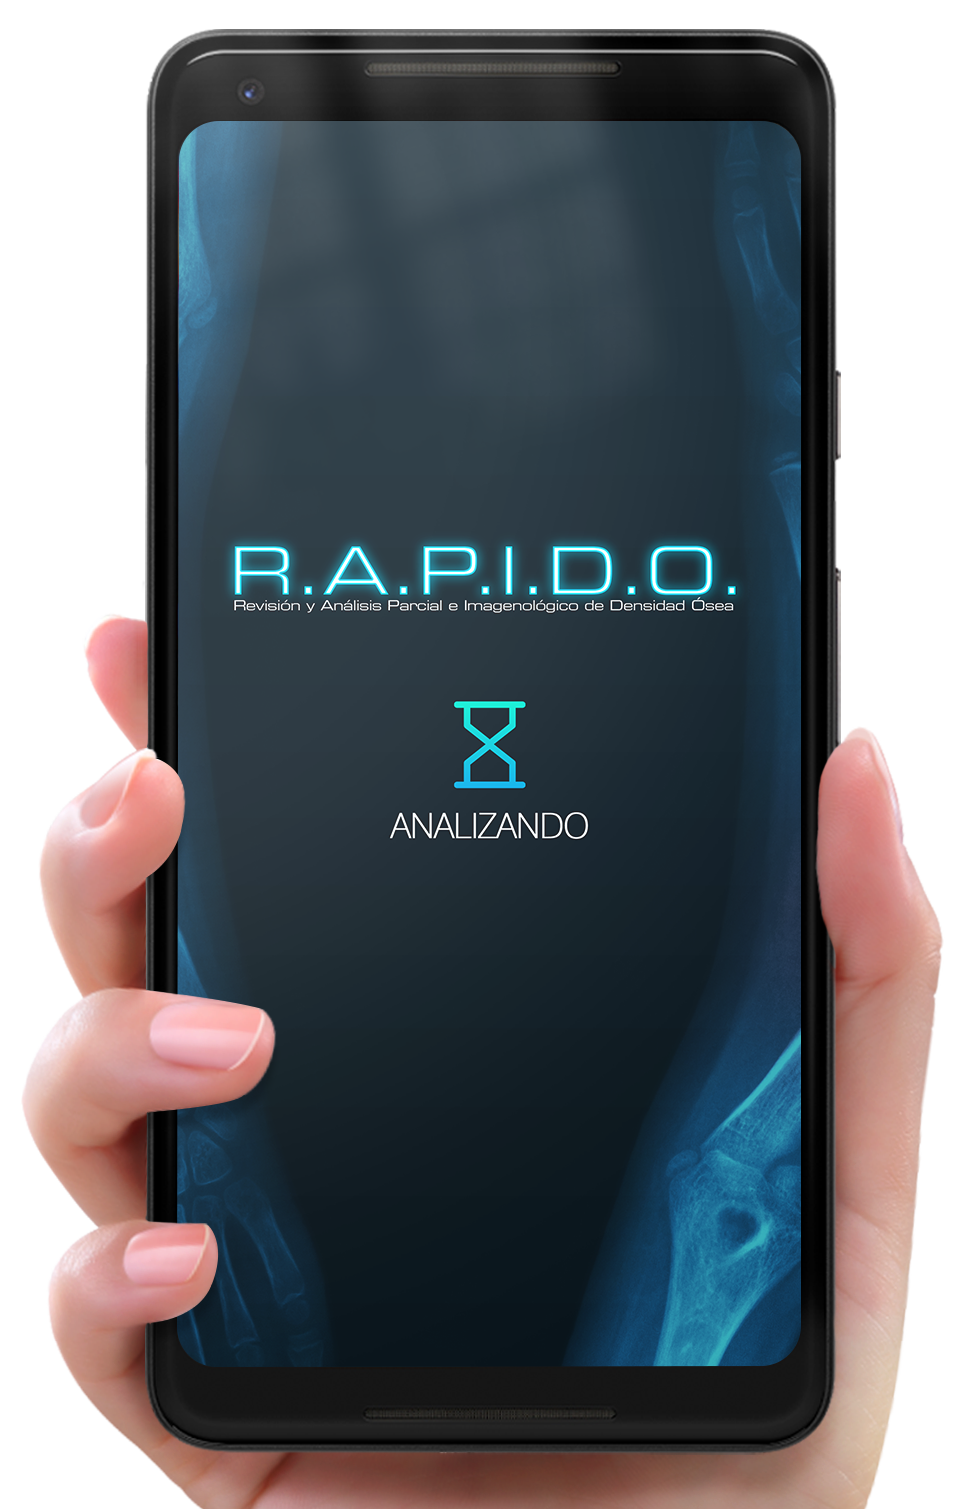 R.A.P.I.D.O.
Revisión y Análisis Parcial e Imagenológico de Densidad Ósea
ANALIZANDO